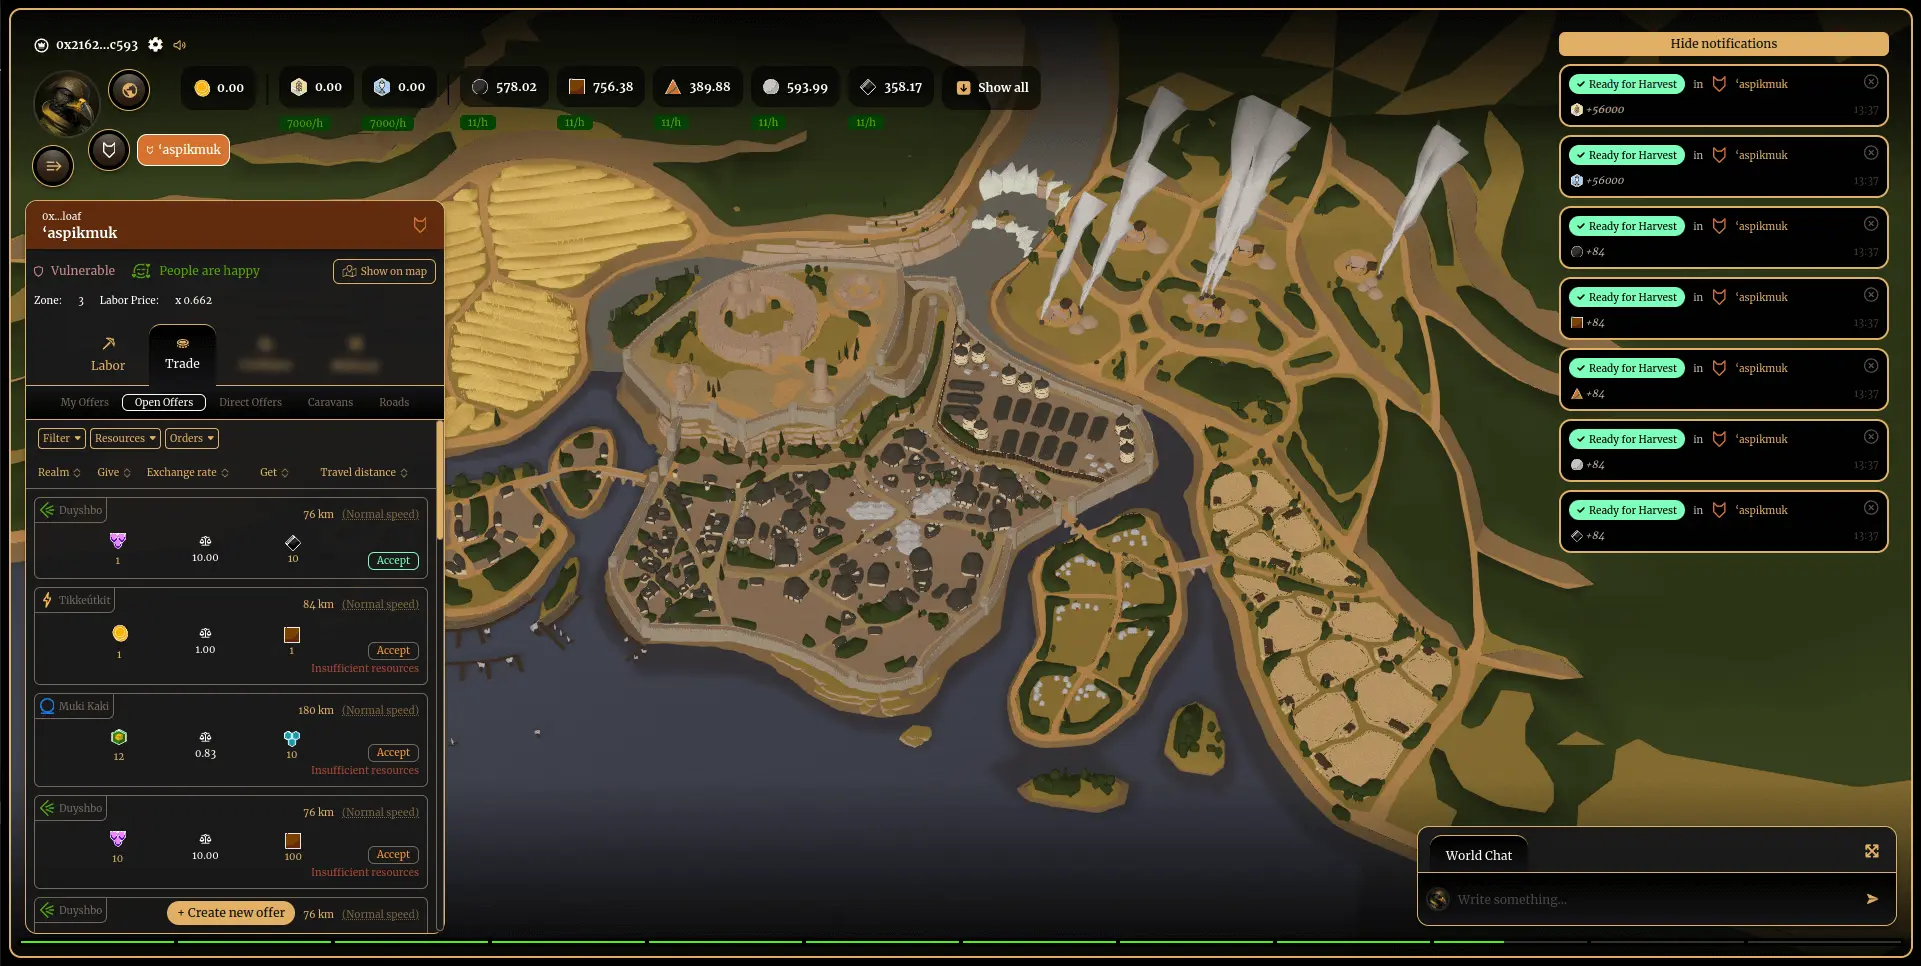 0x2162...c593
0.00
0.00
0.00
578.02
756.38
389.88
593.99
358.17
Show all
7000/h
7000/h
11/h
11/h
11/h
11/h
11/h
ʻaspikmuk
0x...loaf
ʻaspikmuk
Vulnerable
People are happy
Show on map
Zone: 3 Labor Price: x 0.662
Labor
Trade
My Offers
Open Offers
Direct Offers
Caravans
Roads
Filter
Resources
Orders
Realm
Give
Exchange rate
Get
Travel distance
Duyshbo
76 km (Normal speed)
1
10.00
10
Accept
Tikkeútkit
84 km (Normal speed)
1
1.00
1
Accept
Insufficient resources
Muki Kaki
180 km (Normal speed)
12
0.83
10
Accept
Insufficient resources
Duyshbo
76 km (Normal speed)
10
10.00
100
Accept
Insufficient resources
Duyshbo
+ Create new offer
76 km (Normal speed)
Hide notifications
Ready for Harvest in ʻaspikmuk
+56000 13:37
Ready for Harvest in ʻaspikmuk
+56000 13:37
Ready for Harvest in ʻaspikmuk
+84 13:37
Ready for Harvest in ʻaspikmuk
+84 13:37
Ready for Harvest in ʻaspikmuk
+84 13:37
Ready for Harvest in ʻaspikmuk
+84 13:37
Ready for Harvest in ʻaspikmuk
+84 13:37
World Chat
Write something...